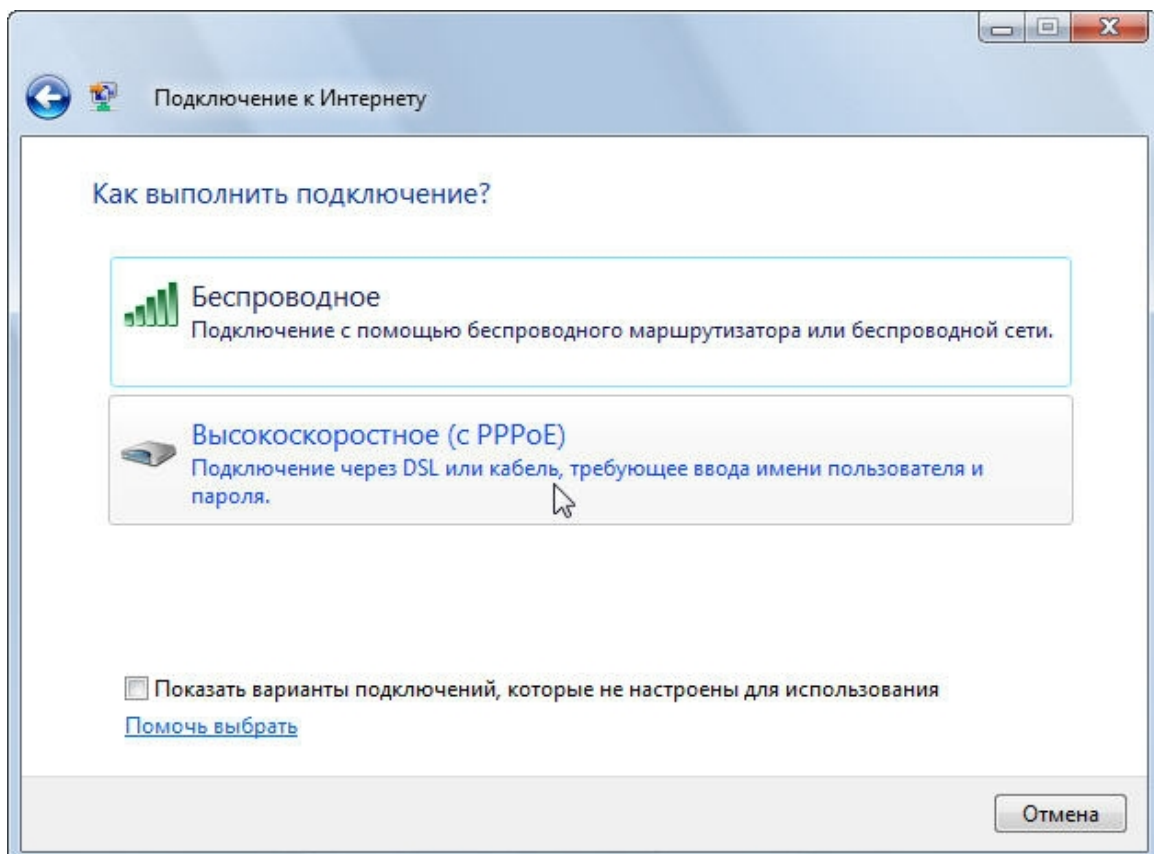 Подключение к Интернету
Как выполнить подключение?
Беспроводное
Подключение с помощью беспроводного маршрутизатора или беспроводной сети.
Высокоскоростное (с PPPoE)
Подключение через DSL или кабель, требующее ввода имени пользователя и
пароля.
Показать варианты подключений, которые не настроены для использования
Помочь выбрать
Отмена